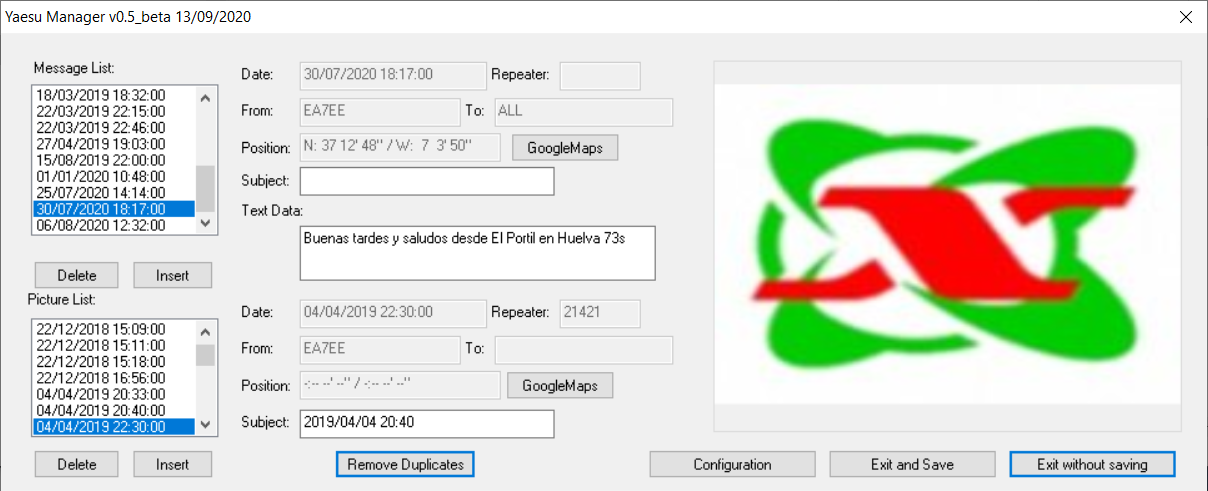 Yaesu Manager v0.5_beta 13/09/2020
Message List:
18/03/2019 18:32:00
22/03/2019 22:15:00
22/03/2019 22:46:00
27/04/2019 19:03:00
15/08/2019 22:00:00
01/01/2020 10:48:00
25/07/2020 14:14:00
30/07/2020 18:17:00
06/08/2020 12:32:00
Delete Insert
Date: 30/07/2020 18:17:00 Repeater:
From: EA7EE To: ALL
Position: N: 37 12' 48'' / W: 7 3' 50'' GoogleMaps
Subject:
Text Data:
Buenas tardes y saludos desde El Portil en Huelva 73s
Picture List:
22/12/2018 15:09:00
22/12/2018 15:11:00
22/12/2018 15:18:00
22/12/2018 16:56:00
04/04/2019 20:33:00
04/04/2019 20:40:00
04/04/2019 22:30:00
Delete Insert
Date: 04/04/2019 22:30:00 Repeater: 21421
From: EA7EE To:
Position: -:-- --' --'' / -:-- --' --'' GoogleMaps
Subject: 2019/04/04 20:40
Remove Duplicates Configuration Exit and Save Exit without saving